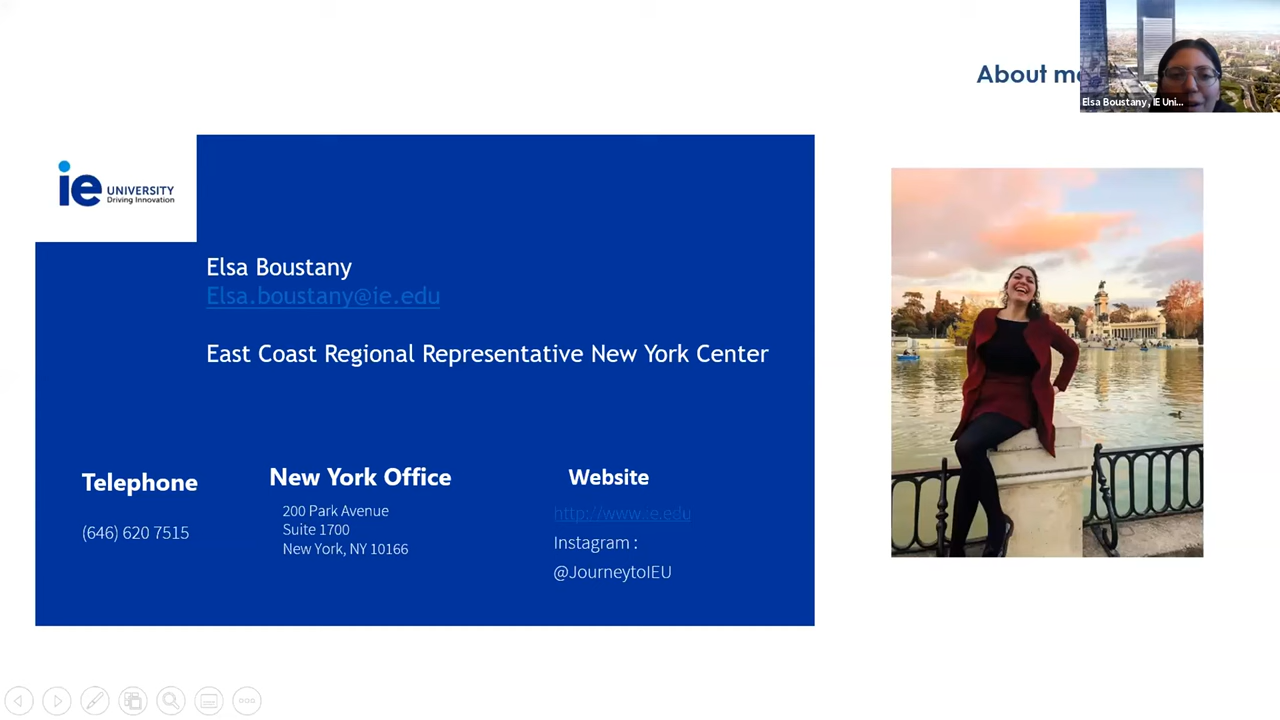 About me
Elsa Boustany, IE Uni...
ie UNIVERSITY
Driving Innovation
Elsa Boustany
Elsa.boustany@ie.edu
East Coast Regional Representative New York Center
Telephone
(646) 620 7515
New York Office
200 Park Avenue
Suite 1700
New York, NY 10166
Website
http://www.ie.edu
Instagram :
@JourneytoIEU